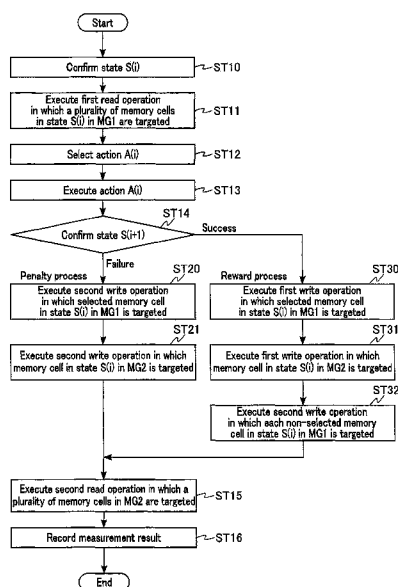 Start
Confirm state S(i)
ST10
Execute first read operation
in which a plurality of memory cells
in state S(i) in MG1 are targeted
ST11
Select action A(i)
ST12
Execute action A(i)
ST13
ST14
Confirm state S(i+1)
Success
Failure
Penalty process
ST20
Execute second write operation
in which selected memory cell
in state S(i) in MG1 is targeted
ST21
Execute second write operation in which
memory cell in state S(i) in MG2 is targeted
Reward process
ST30
Execute first write operation
in which selected memory cell
in state S(i) in MG1 is targeted
ST31
Execute first write operation in which
memory cell in state S(i) in MG2 is targeted
ST32
Execute second write operation
in which each non-selected memory
cell in state S(i) in MG1 is targeted
Execute second read operation in which a
plurality of memory cells in MG2 are targeted
ST15
Record measurement result
ST16
End